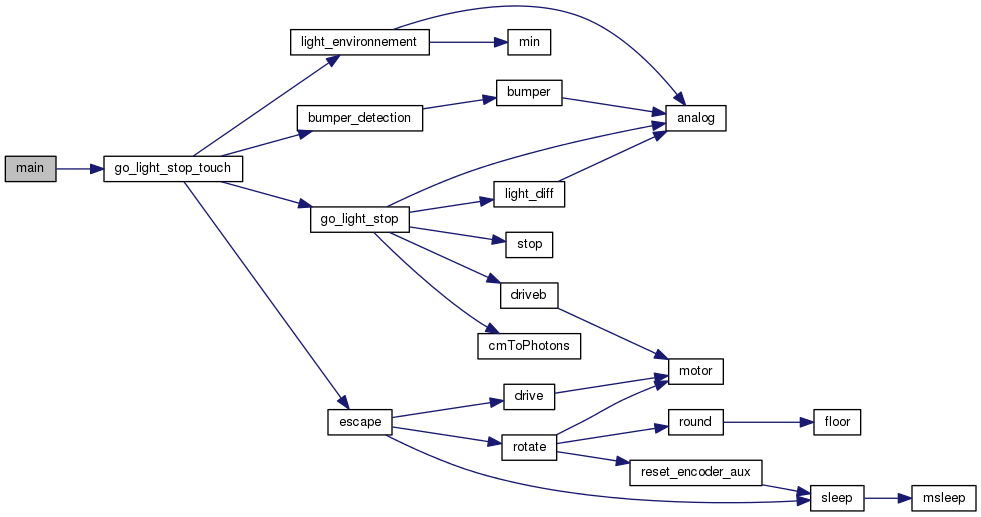 light_environnement
min
bumper
analog
bumper_detection
main
go_light_stop_touch
light_diff
go_light_stop
stop
driveb
cmToPhotons
motor
drive
escape
round
floor
rotate
reset_encoder_aux
sleep
msleep